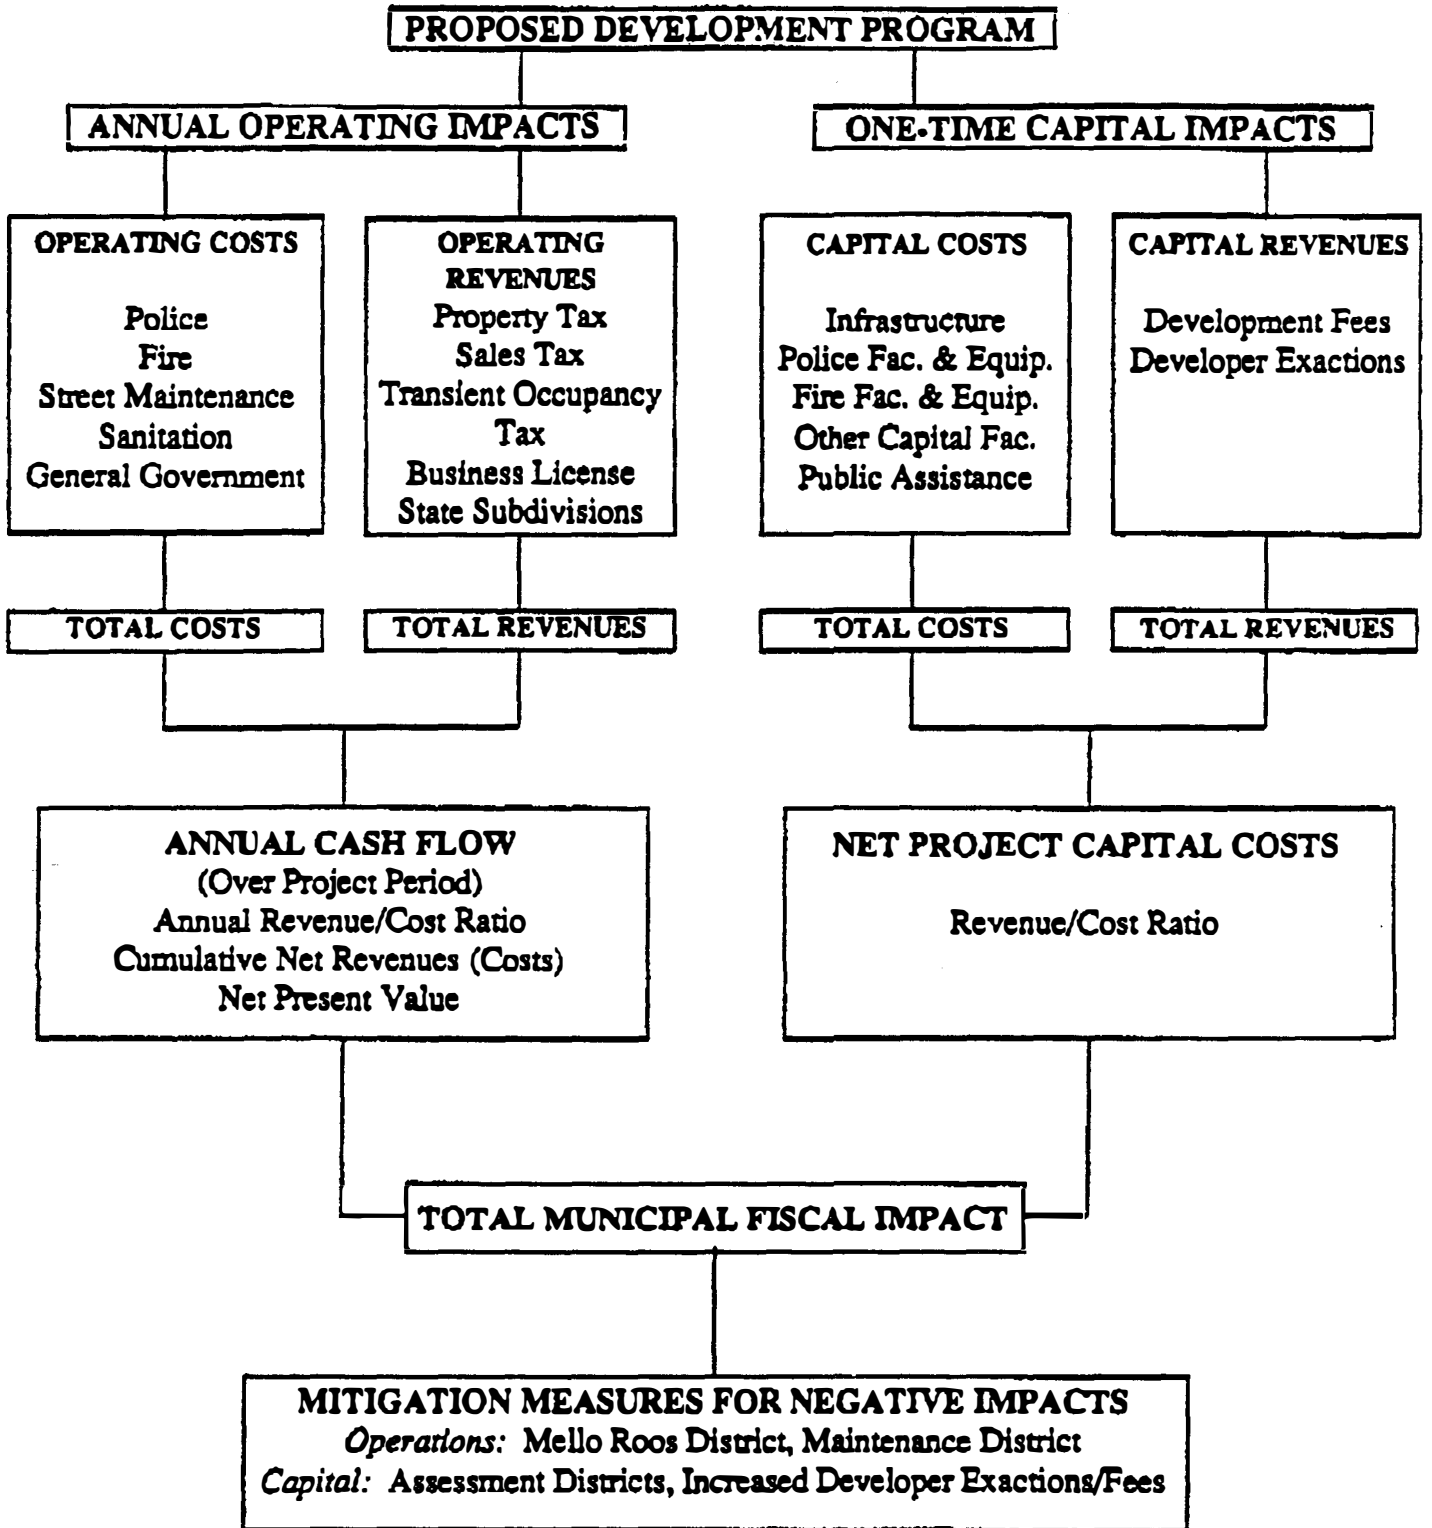 PROPOSED DEVELOPMENT PROGRAM
ANNUAL OPERATING IMPACTS
ONE-TIME CAPITAL IMPACTS
OPERATING COSTS
Police
Fire
Street Maintenance
Sanitation
General Government
OPERATING
REVENUES
Property Tax
Sales Tax
Transient Occupancy
Tax
Business License
State Subdivisions
CAPITAL COSTS
Infrastructure
Police Fac. & Equip.
Fire Fac. & Equip.
Other Capital Fac.
Public Assistance
CAPITAL REVENUES
Development Fees
Developer Exactions
TOTAL COSTS
TOTAL REVENUES
TOTAL COSTS
TOTAL REVENUES
ANNUAL CASH FLOW
(Over Project Period)
Annual Revenue/Cost Ratio
Cumulative Net Revenues (Costs)
Net Present Value
NET PROJECT CAPITAL COSTS
Revenue/Cost Ratio
TOTAL MUNICIPAL FISCAL IMPACT
MITIGATION MEASURES FOR NEGATIVE IMPACTS
Operations: Mello Roos District, Maintenance District
Capital: Assessment Districts, Increased Developer Exactions/Fees